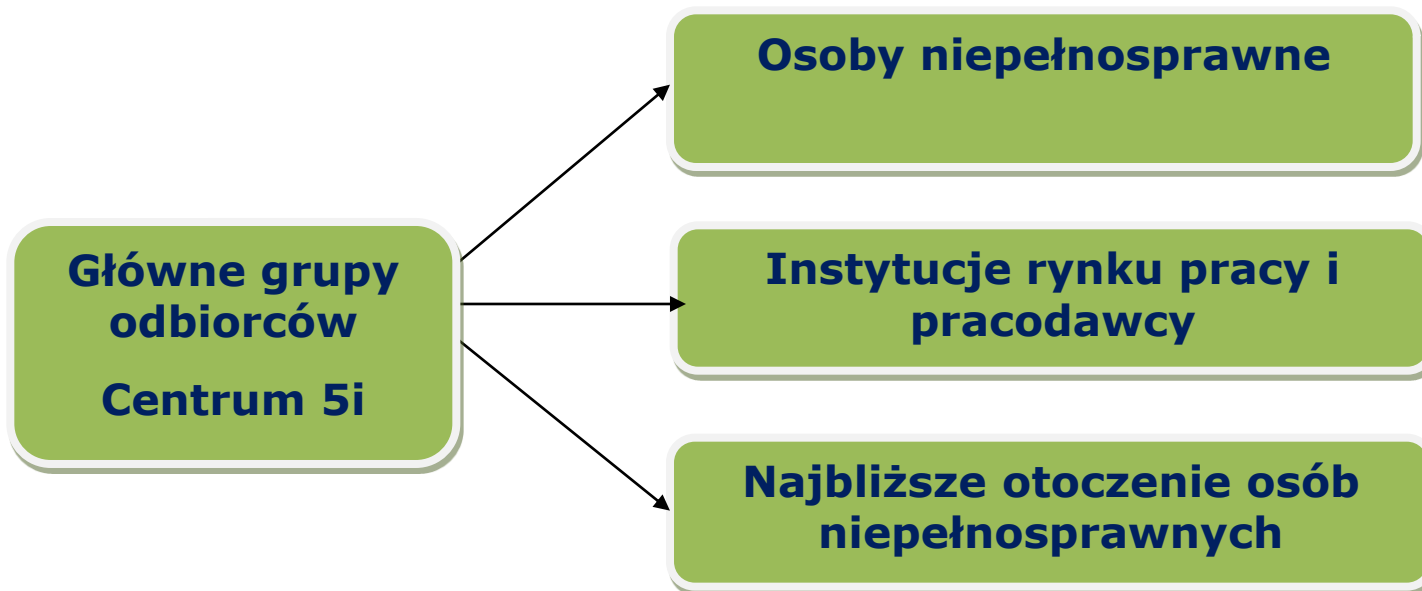 Osoby niepełnosprawne
Główne grupy
odbiorców
Centrum 5i
Instytucje rynku pracy i
pracodawcy
Najbliższe otoczenie osób
niepełnosprawnych